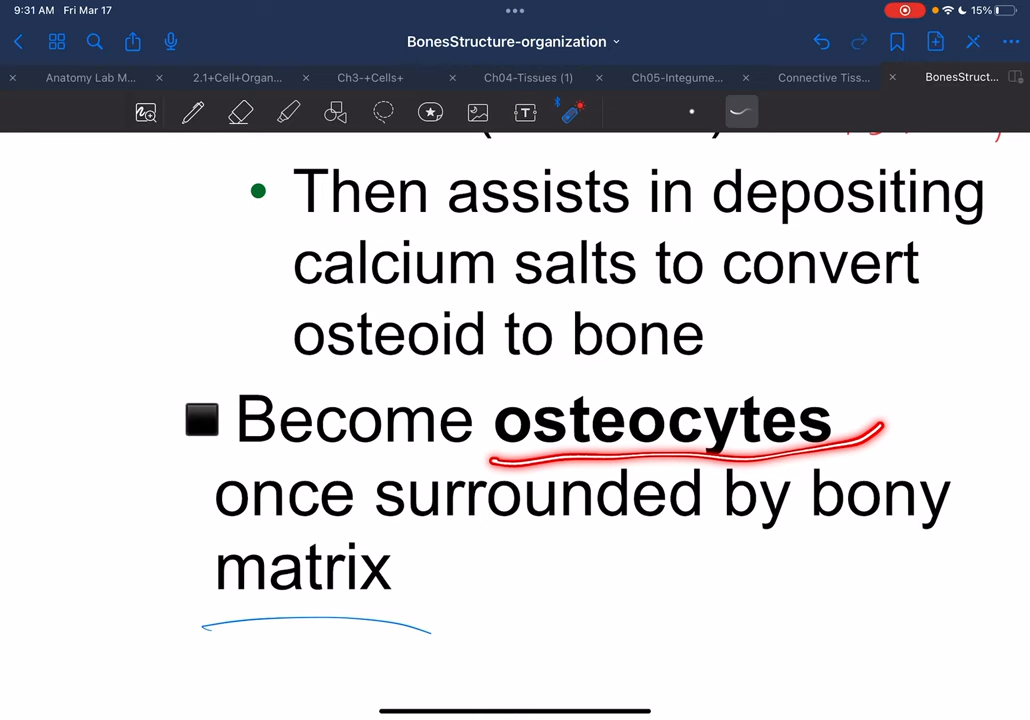 9:31 AM Fri Mar 17
15%
BonesStructure-organization
Anatomy Lab M...
2.1+Cell+Organ...
Ch3-+Cells+
Ch04-Tissues (1)
Ch05-Integume...
Connective Tiss...
BonesStruct...
Then assists in depositing
calcium salts to convert
osteoid to bone
Become osteocytes
once surrounded by bony
matrix